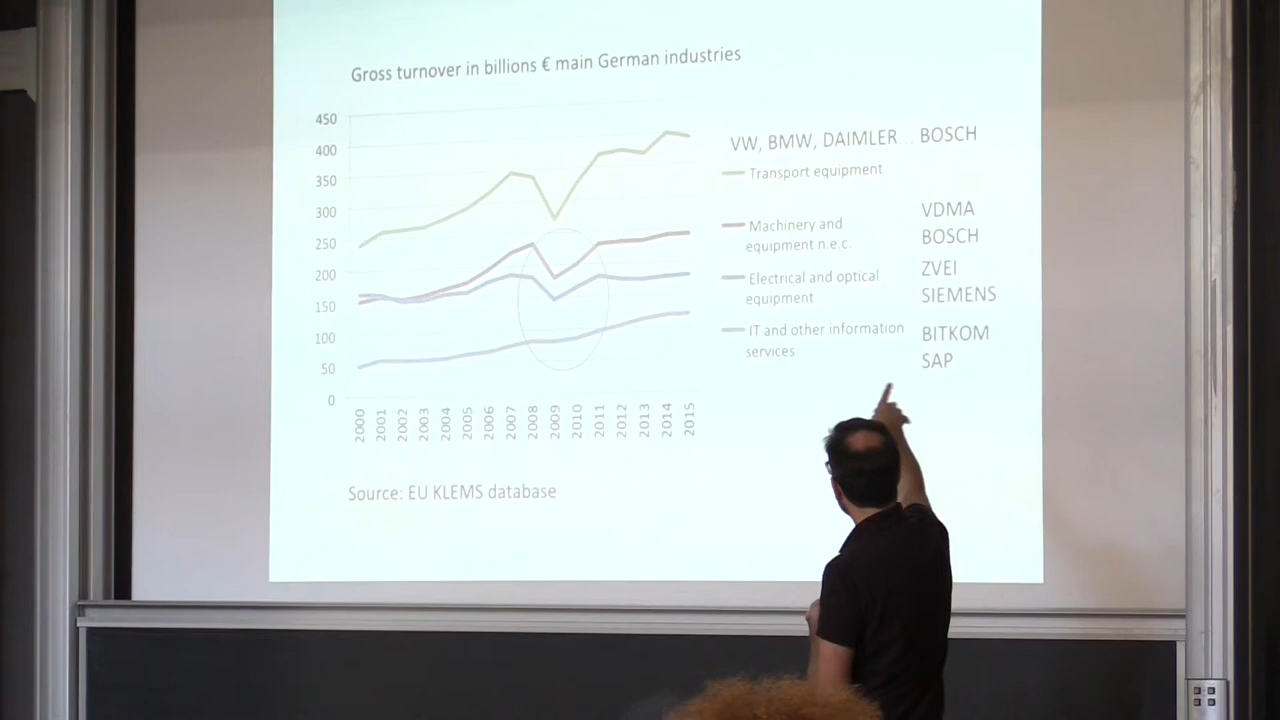 Gross turnover in billions € main German industries
450
400
350
300
250
200
150
100
50
0
2000 2001 2002 2003 2004 2005 2006 2007 2008 2009 2010 2011 2012 2013 2014 2015
VW, BMW, DAIMLER... BOSCH
Transport equipment
Machinery and
equipment n.e.c.
VDMA
BOSCH
Electrical and optical
equipment
ZVEI
SIEMENS
IT and other information
services
BITKOM
SAP
Source: EU KLEMS database